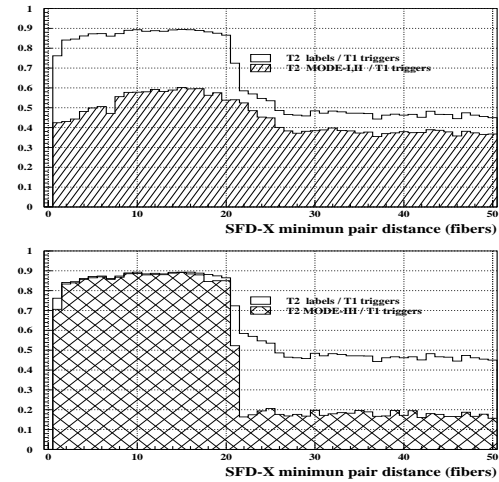 1
0.9
0.8
0.7
0.6
0.5
0.4
0.3
0.2
0.1
0
T2 labels / T1 triggers
T2 MODE-I,II / T1 triggers
0 10 20 30 40 50
SFD-X minimun pair distance (fibers)
1
0.9
0.8
0.7
0.6
0.5
0.4
0.3
0.2
0.1
0
T2 labels / T1 triggers
T2 MODE-III / T1 triggers
0 10 20 30 40 50
SFD-X minimun pair distance (fibers)